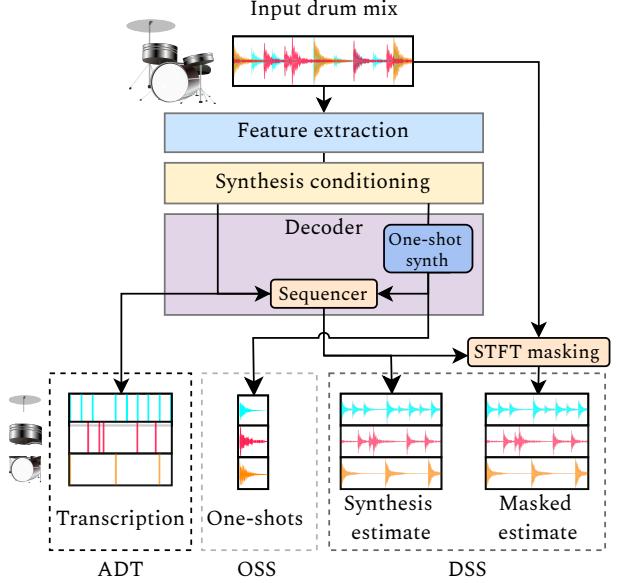 Input drum mix
Feature extraction
Synthesis conditioning
Decoder
One-shot
synth
Sequencer
STFT masking
Transcription
One-shots
Synthesis
estimate
Masked
estimate
ADT
OSS
DSS